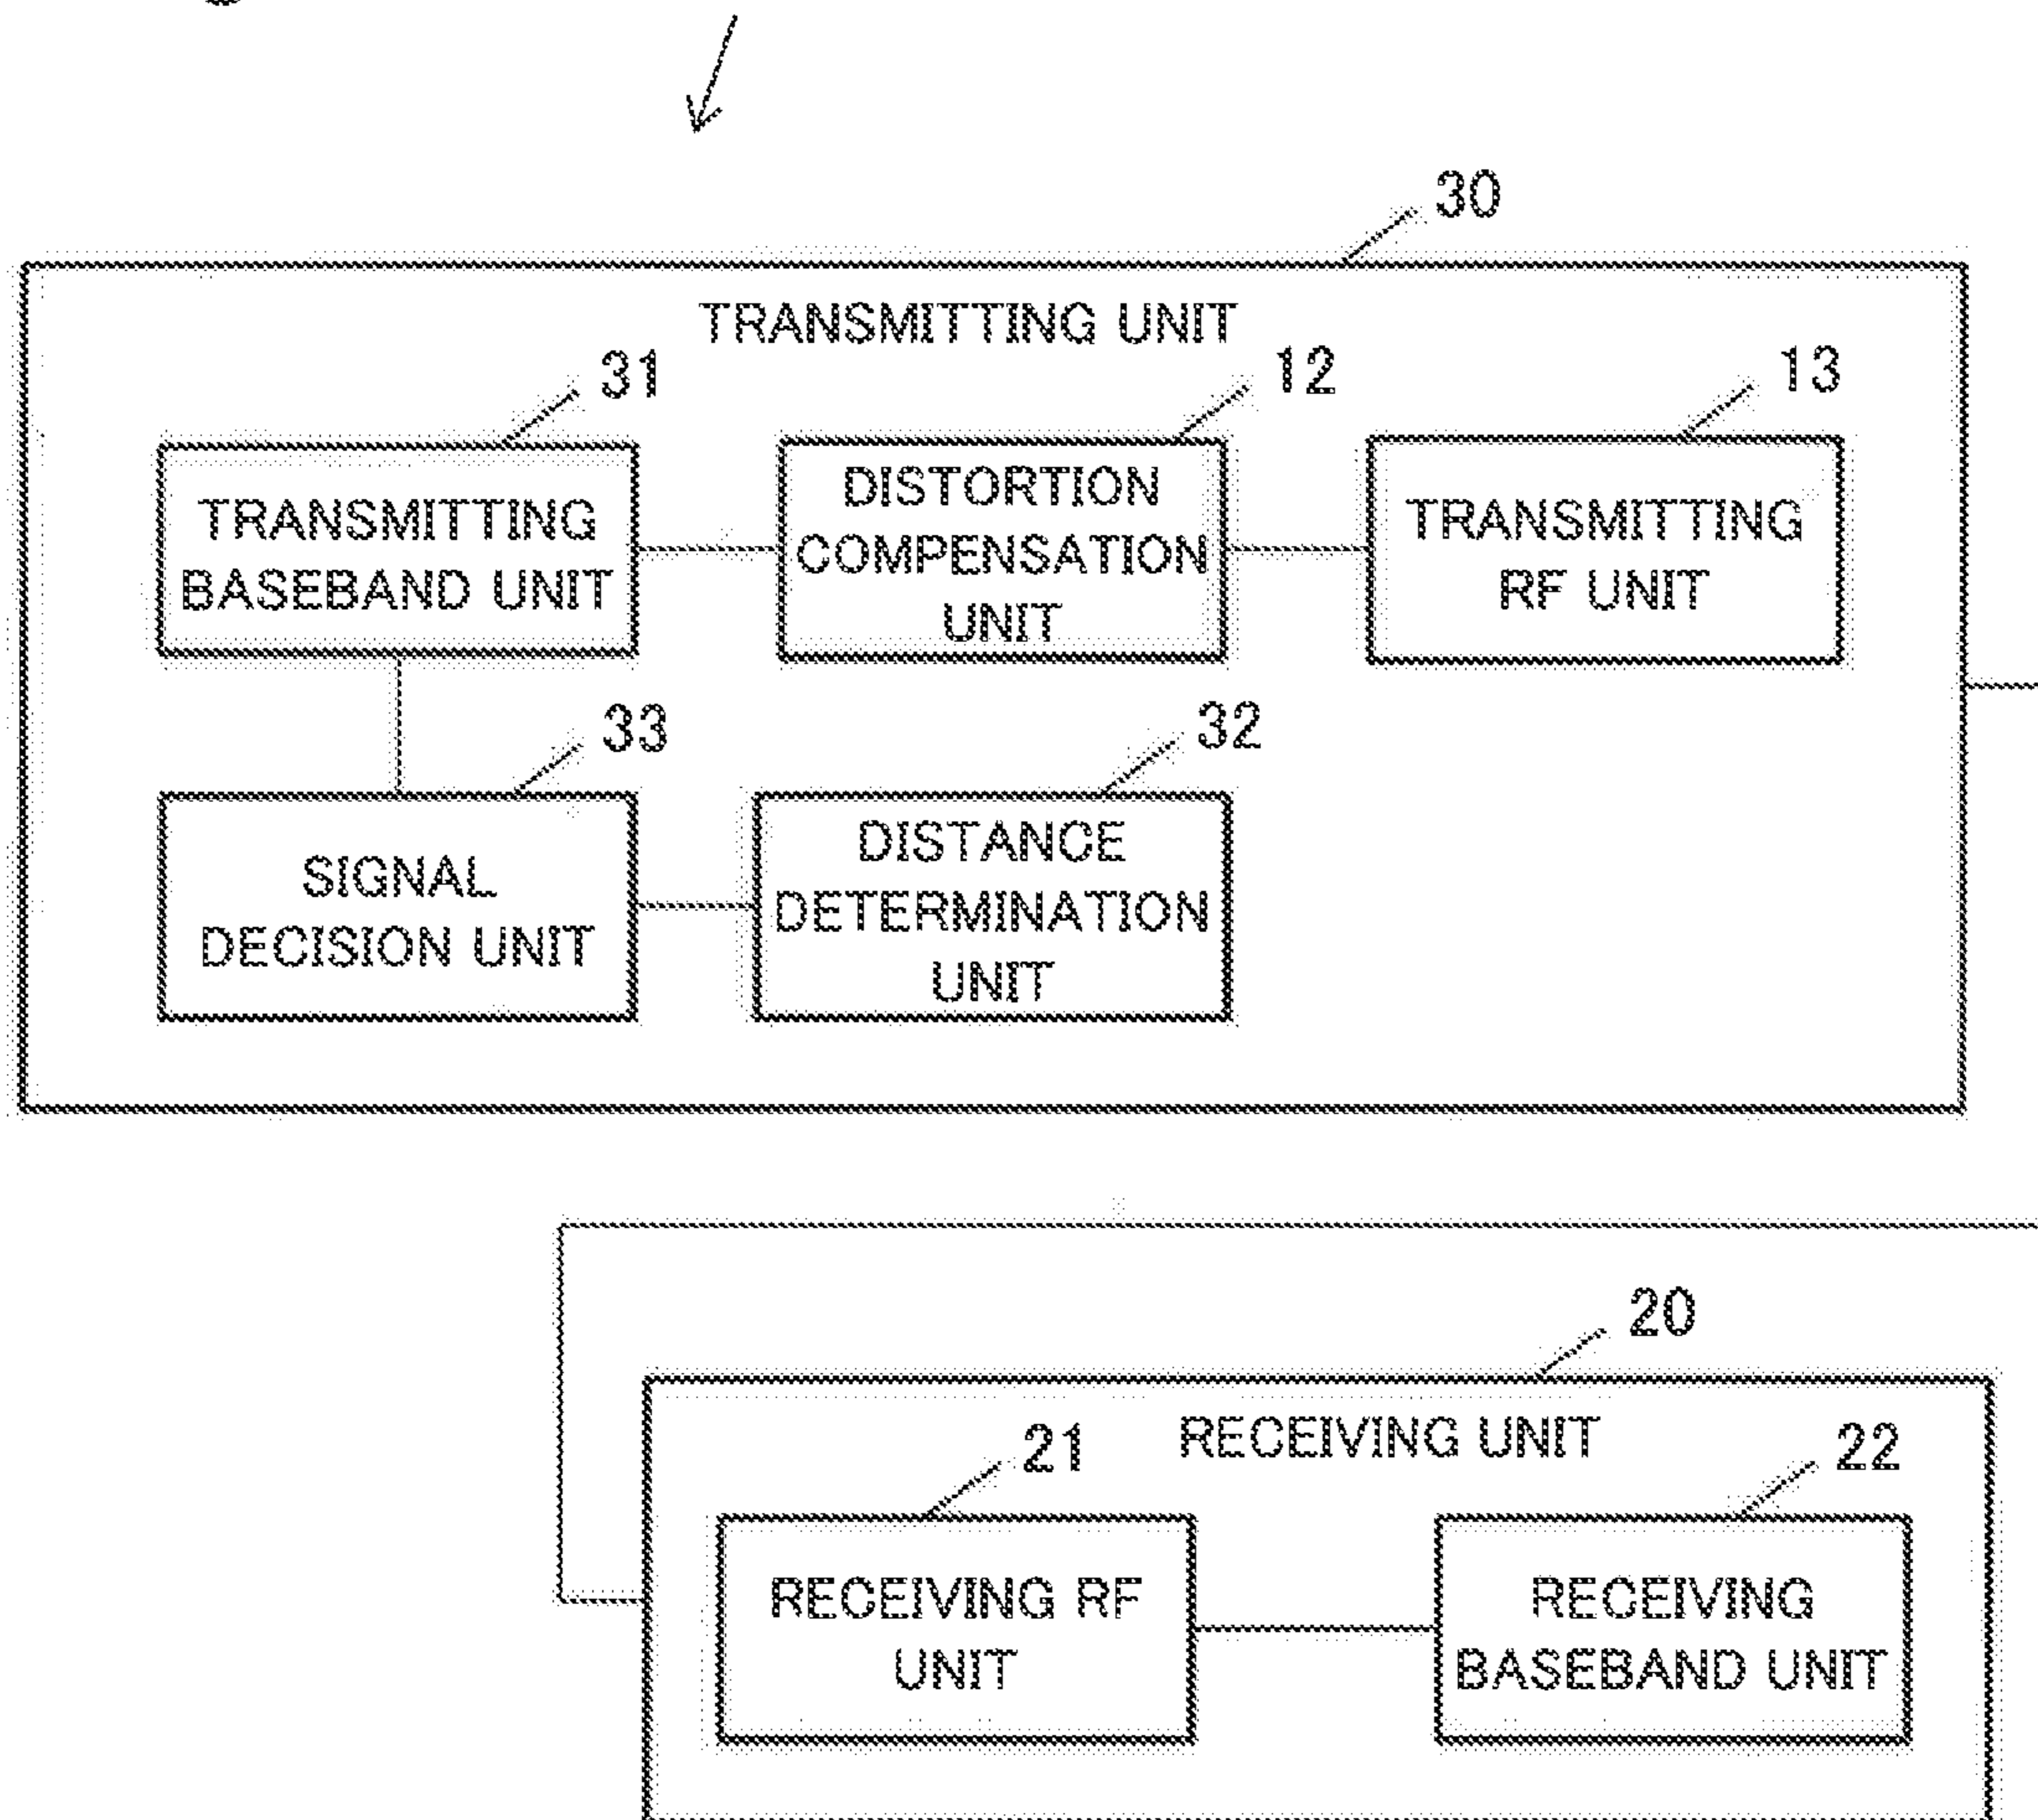 30
TRANSMITTING UNIT
31
12
13
TRANSMITTING
BASEBAND UNIT
DISTORTION
COMPENSATION
UNIT
TRANSMITTING
RF UNIT
33
32
SIGNAL
DECISION UNIT
DISTANCE
DETERMINATION
UNIT
20
RECEIVING UNIT
21
22
RECEIVING RF
UNIT
RECEIVING
BASEBAND UNIT